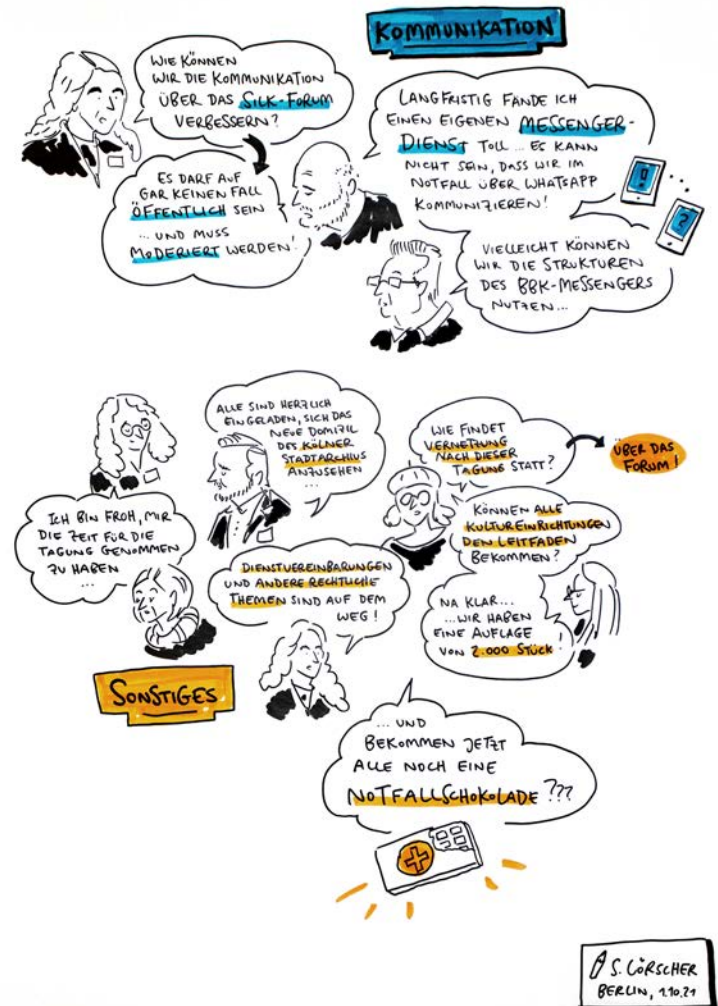 KOMMUNIKATION
WIE KÖNNEN
WIR DIE KOMMUNIKATION
ÜBER DAS SILK-FORUM
VERBESSERN?
ES DARF AUF
GAR KEINEN FALL
ÖFFENTLICH SEIN
... UND MUSS
MODERIERT WERDEN!
LANGFRISTIG FÄNDE ICH
EINEN EIGENEN MESSENGER-
DIENST TOLL ... ES KANN
NICHT SEIN, DASS WIR IM
NOTFALL ÜBER WHATSAPP
KOMMUNIZIEREN!
!
?
VIELLEICHT KÖNNEN
WIR DIE STRUKTUREN
DES BBK-MESSENGERS
NUTZEN...
ICH BIN FROH, MIR
DIE ZEIT FÜR DIE
TAGUNG GENOMMEN
ZU HABEN
...
ALLE SIND HERZLICH
EINGELADEN, SICH DAS
NEUE DOMIZIL
DES KÖLNER
STADTARCHIVS
ANZUSEHEN
...
WIE FINDET
VERNETZUNG
NACH DIESER
TAGUNG STATT?
ÜBER DAS
FORUM!
KÖNNEN ALLE
KULTUREINRICHTUNGEN
DEN LEITFADEN
BEKOMMEN?
DIENSTVEREINBARUNGEN
UND ANDERE RECHTLICHE
THEMEN SIND AUF DEM
WEG!
NA KLAR...
...WIR HABEN
EINE AUFLAGE
VON 2.000 STÜCK!
SONSTIGES
... UND
BEKOMMEN JETZT
ALLE NOCH EINE
NOTFALLSCHOKOLADE???
S. LÖRSCHER
BERLIN, 1.10.21